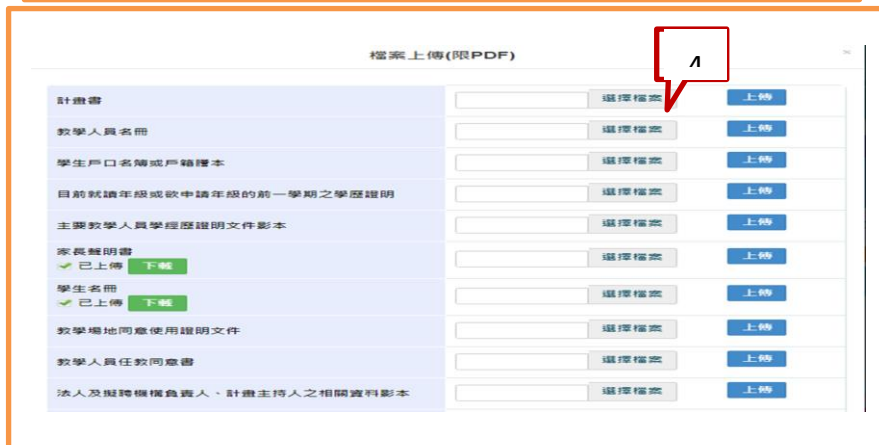 檔案上傳(限PDF)
×
4
計畫書 選擇檔案 上傳
教學人員名冊 選擇檔案 上傳
學生戶口名簿或戶籍謄本 選擇檔案 上傳
目前就讀年級或欲申請年級的前一學期之學歷證明 選擇檔案 上傳
主要教學人員學經歷證明文件影本 選擇檔案 上傳
家長聲明書
✓ 已上傳 下載 選擇檔案 上傳
學生名冊
✓ 已上傳 下載 選擇檔案 上傳
教學場地同意使用證明文件 選擇檔案 上傳
教學人員任教同意書 選擇檔案 上傳
法人及擬聘機構負責人、計畫主持人之相關資料影本 選擇檔案 上傳